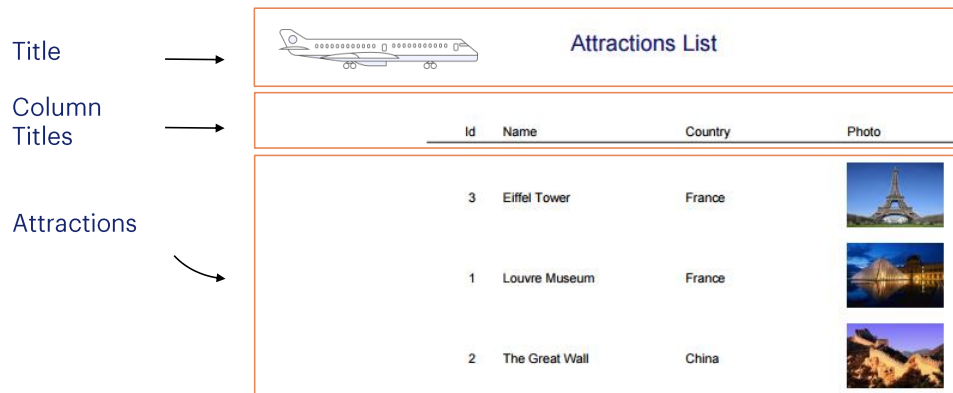 Title
Attractions List
Column
Titles
Id Name Country Photo
Attractions
3 Eiffel Tower France
1 Louvre Museum France
2 The Great Wall China